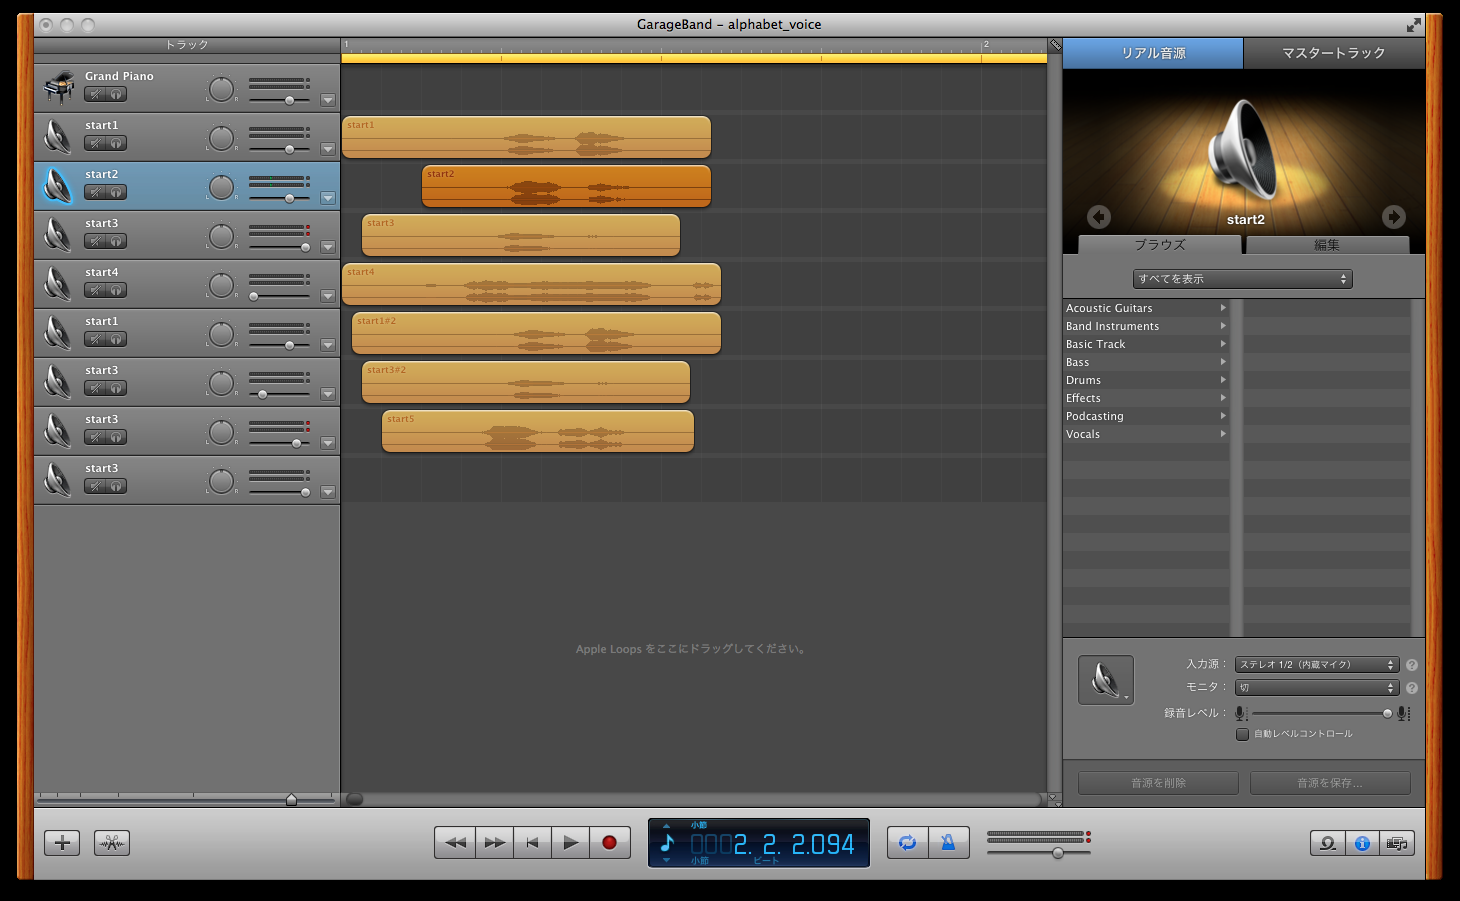 GarageBand – alphabet_voice
トラック
1
2
リアル音源
マスタートラック
Grand Piano
L
R
start1
L
R
start1
start2
L
R
start2
start2
start3
L
R
start3
ブラウズ
編集
start4
L
R
start4
すべてを表示
start1
L
R
start1#2
Acoustic Guitars
Band Instruments
Basic Track
Bass
Drums
Effects
Podcasting
Vocals
start3
L
R
start3#2
start3
L
R
start5
start3
L
R
Apple Loops をここにドラッグしてください。
入力源：
ステレオ 1/2（内蔵マイク）
?
モニタ：
切
?
録音レベル：
自動レベルコントロール
音源を削除
音源を保存...
小節
0002. 2. 2.094
小節
ビート